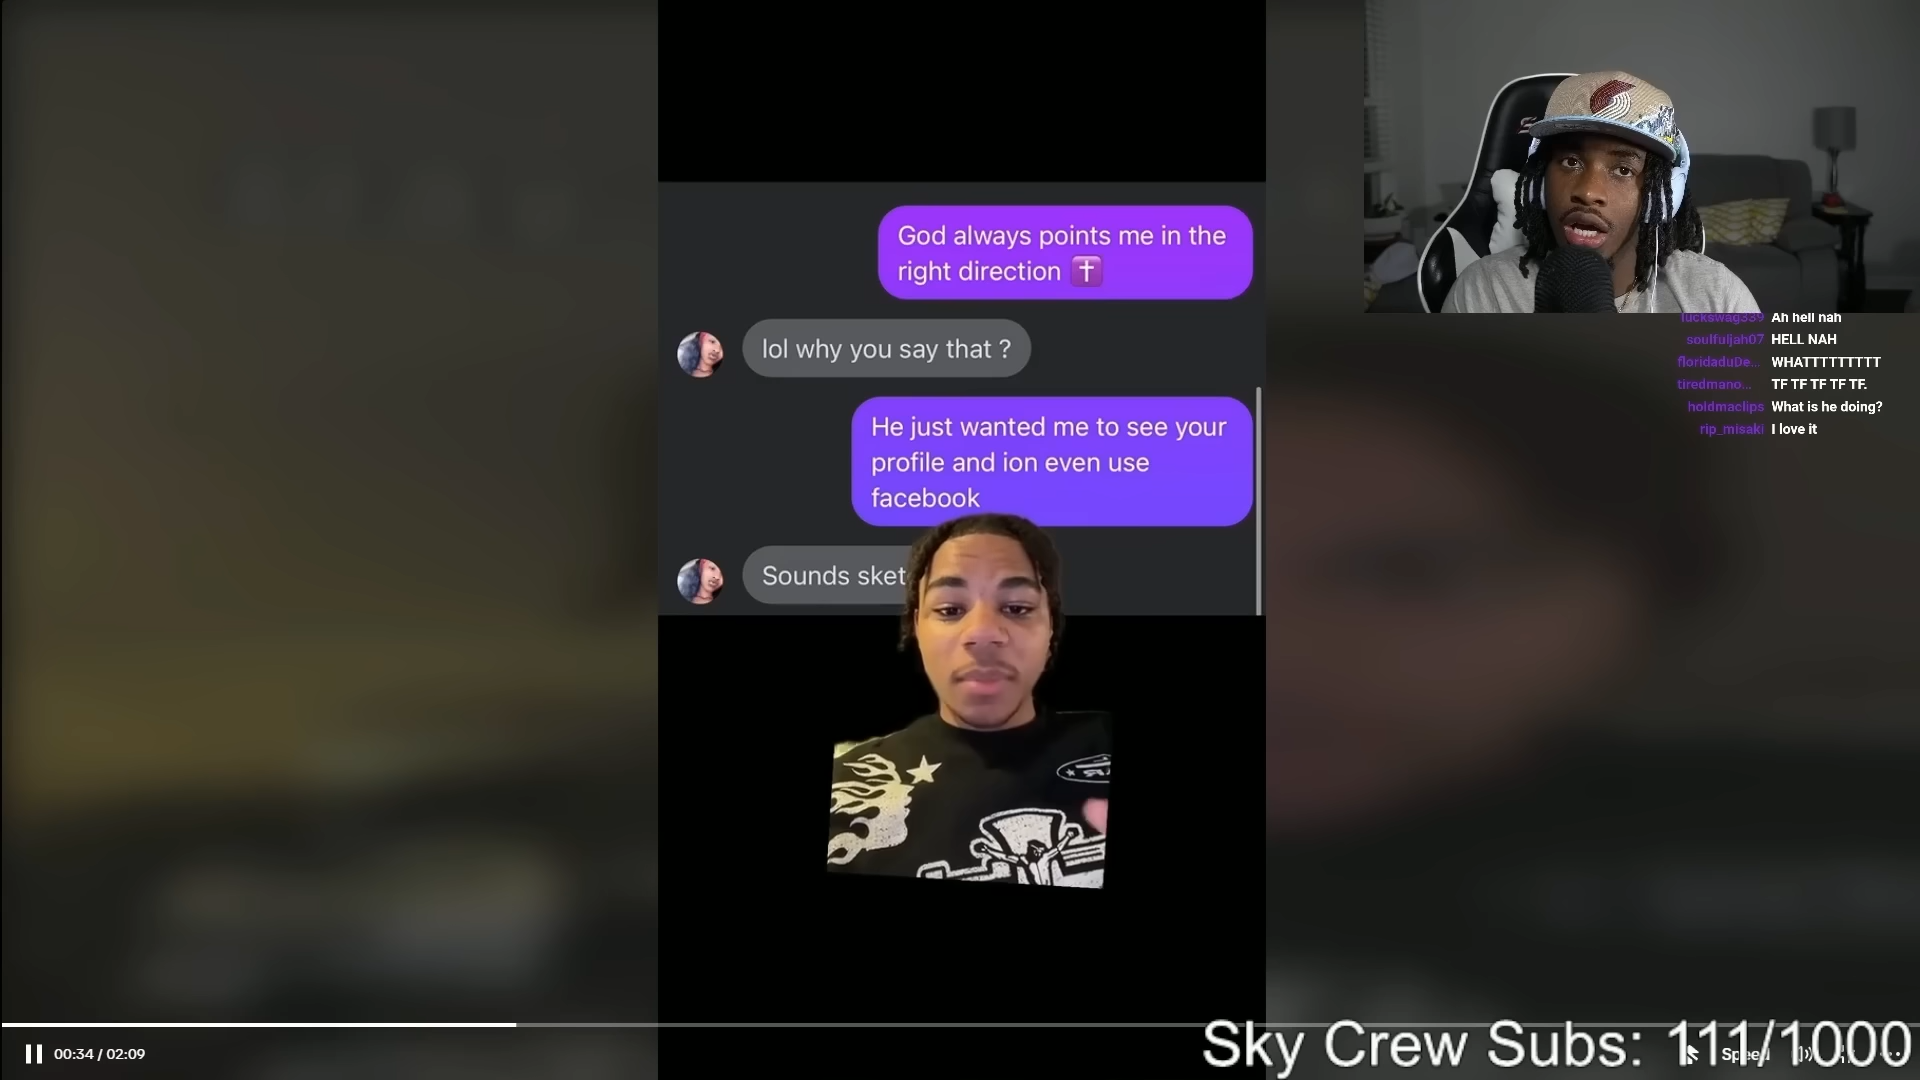 God always points me in the
right direction ✝️
lol why you say that ?
He just wanted me to see your
profile and ion even use
facebook
Sounds sket
luckswag339 Ah hell nah
soulfuljah07 HELL NAH
floridaduDe... WHATTTTTTTTT
tiredmano... TF TF TF TF TF.
holdmaclips What is he doing?
rip_misaki I love it
00:34 / 02:09
Sky Crew Subs: 111/1000